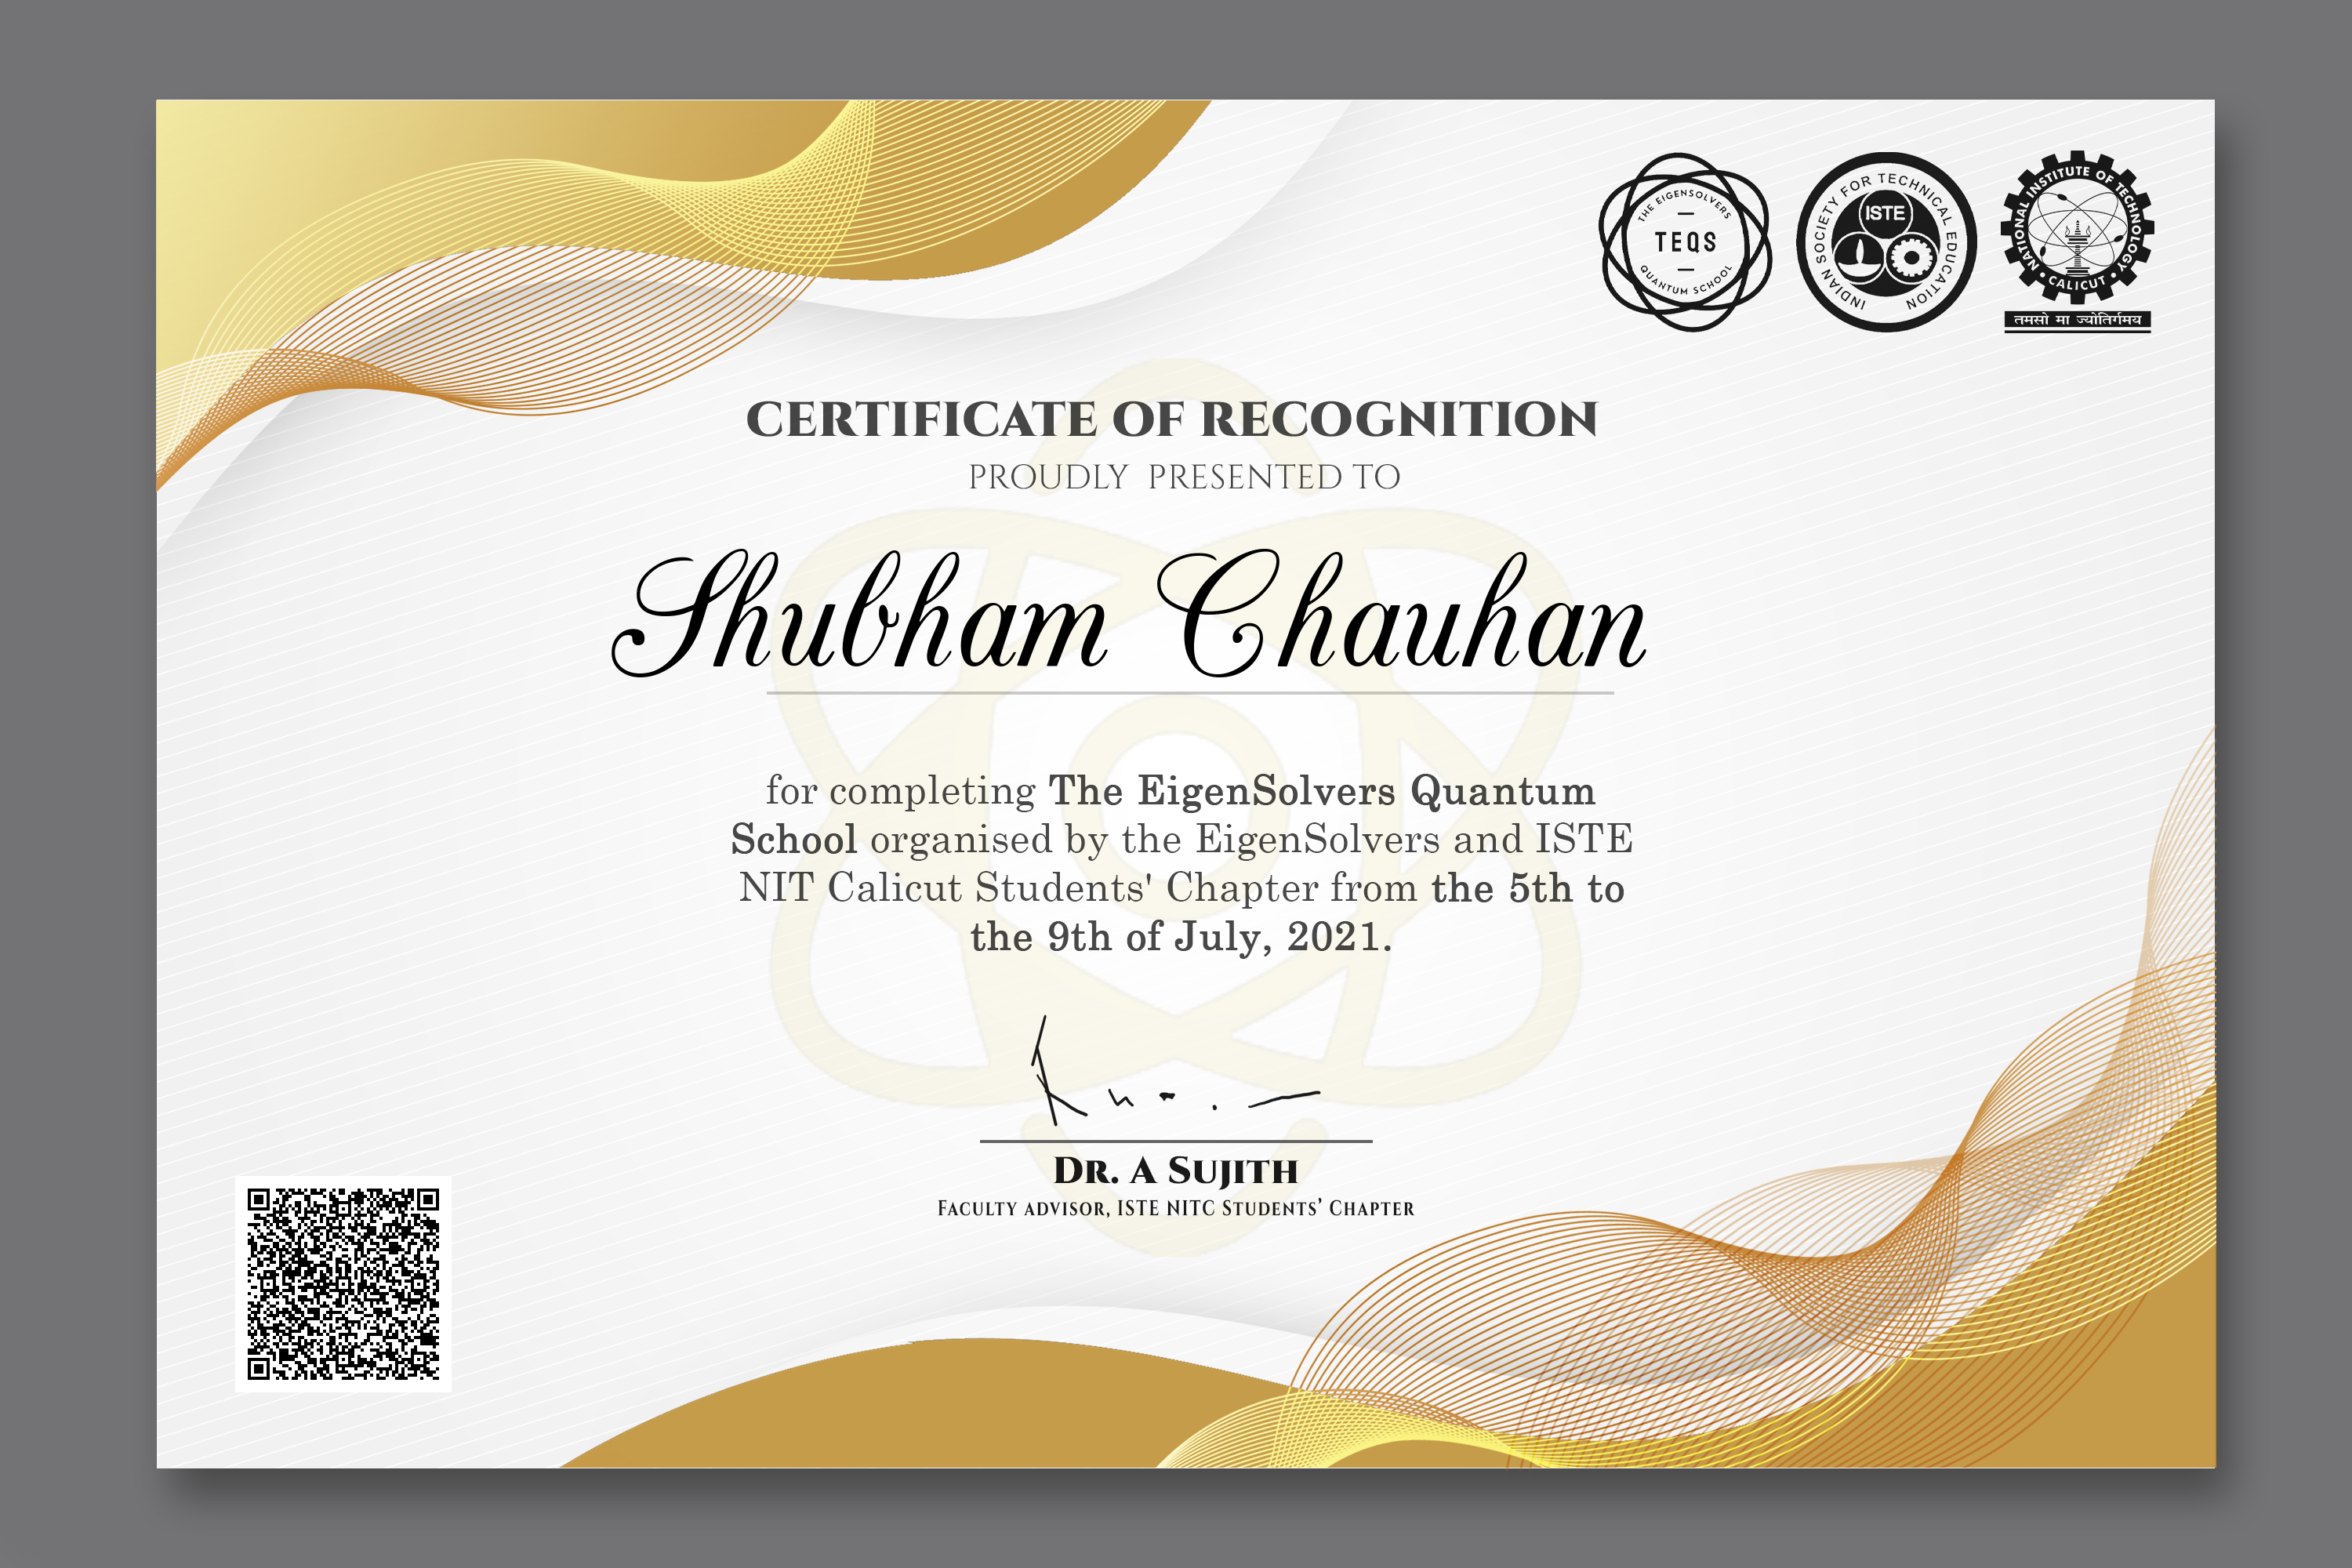 THE EIGENSOLVERS
TEQS
QUANTUM SCHOOL
INDIAN SOCIETY FOR TECHNICAL EDUCATION
ISTE
NATIONAL INSTITUTE OF TECHNOLOGY
CALICUT
तमसो मा ज्योतिर्गमय
CERTIFICATE OF RECOGNITION
PROUDLY PRESENTED TO
Shubham Chauhan
for completing The EigenSolvers Quantum
School organised by the EigenSolvers and ISTE
NIT Calicut Students' Chapter from the 5th to
the 9th of July, 2021.
DR. A SUJITH
FACULTY ADVISOR, ISTE NITC STUDENTS’ CHAPTER